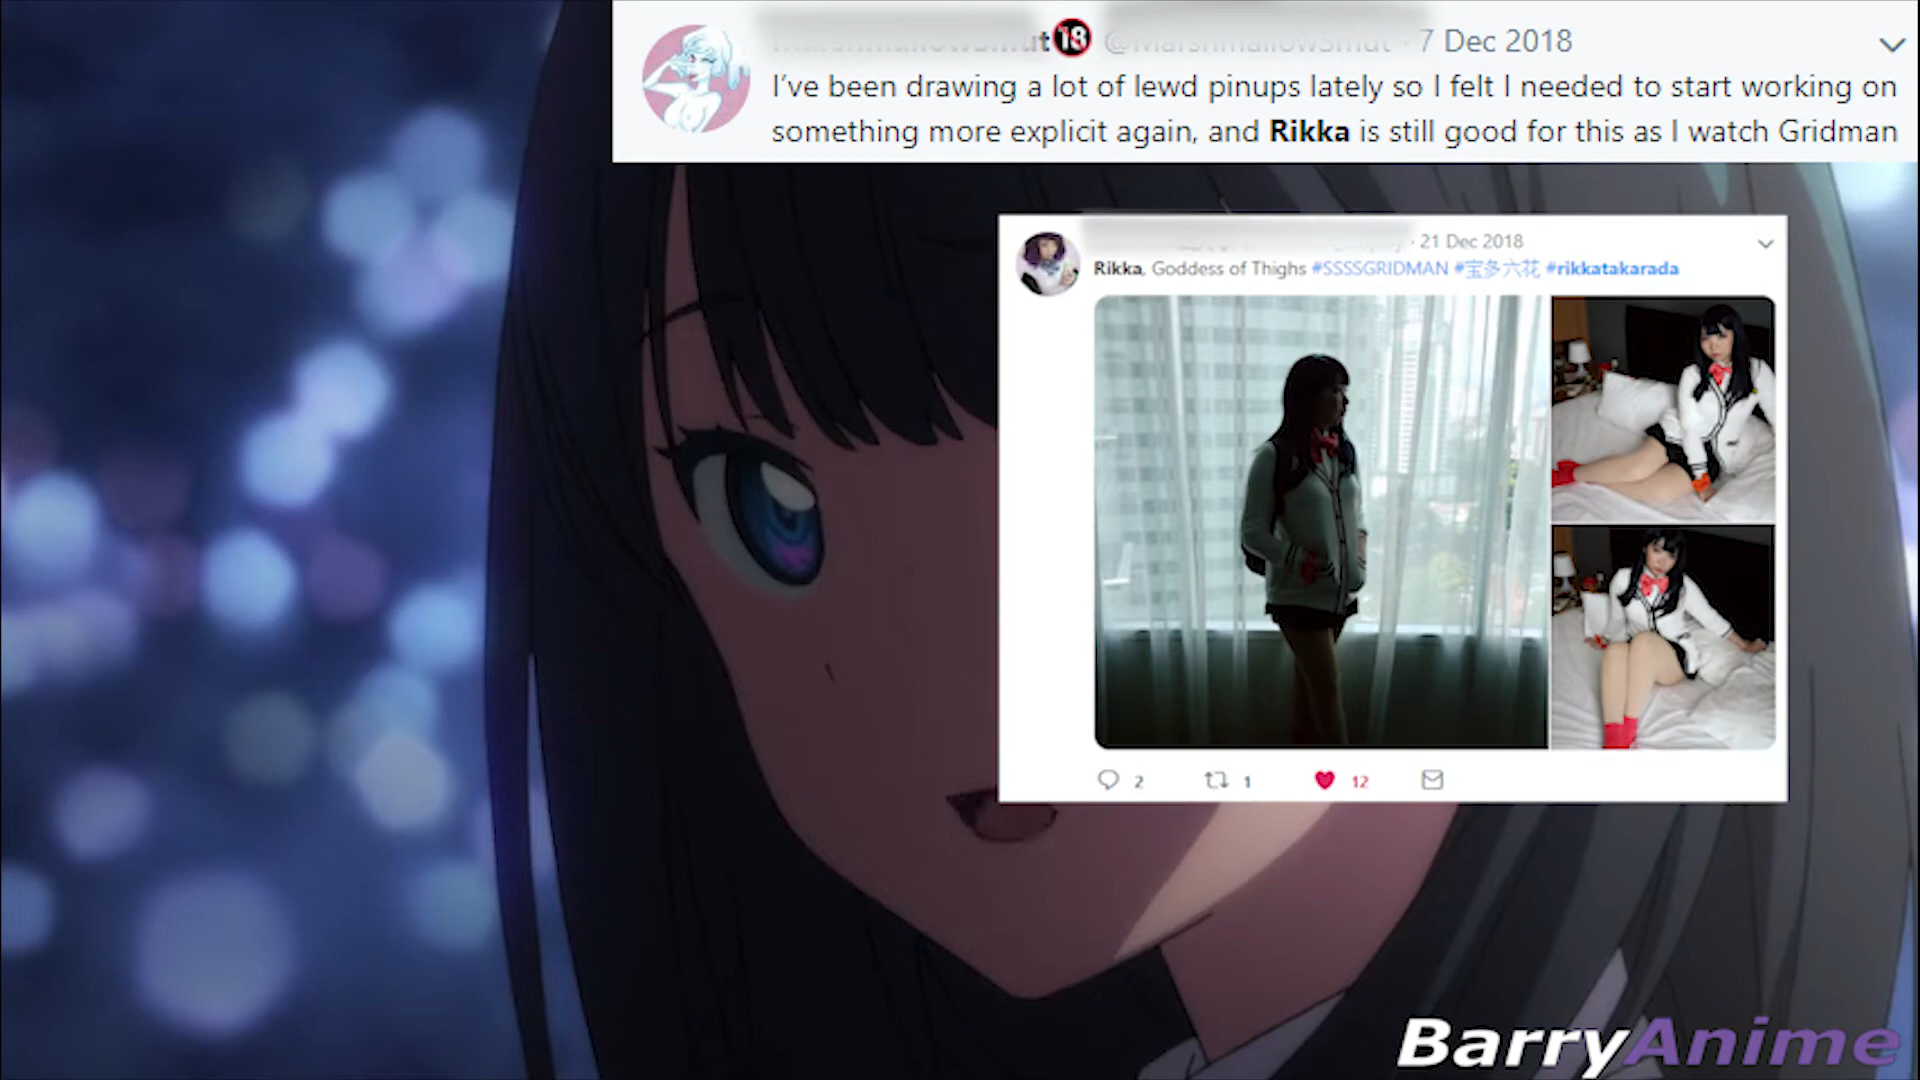 18
7 Dec 2018
I've been drawing a lot of lewd pinups lately so I felt I needed to start working on
something more explicit again, and Rikka is still good for this as I watch Gridman
21 Dec 2018
Rikka, Goddess of Thighs #SSSSGRIDMAN #宝多六花 #rikkatakarada
2 1 12
BarryAnime